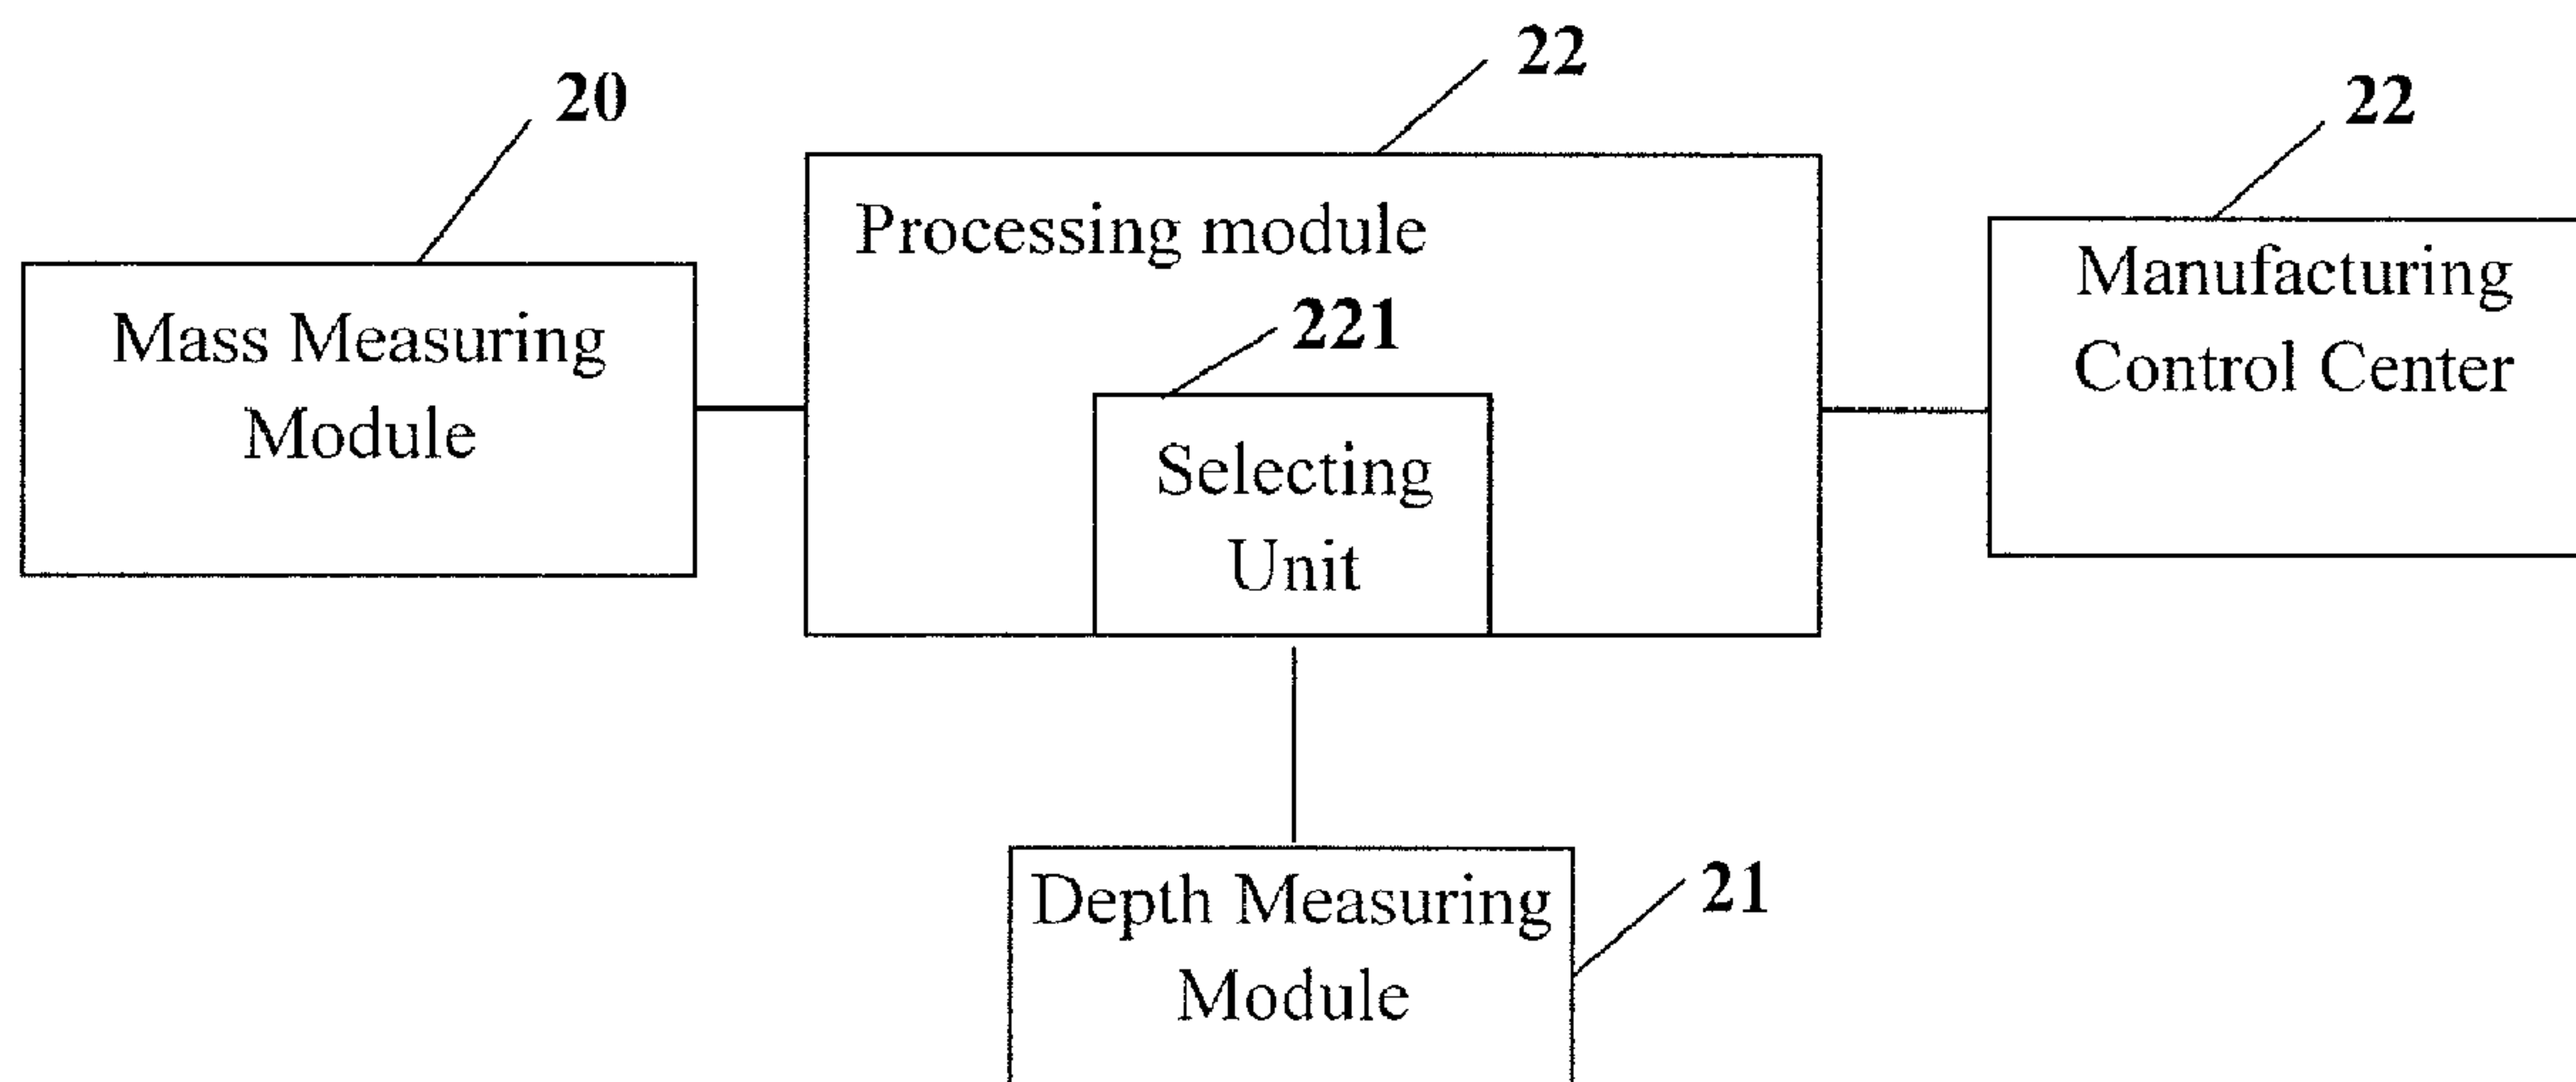 22
20
22
Processing module
Manufacturing
Control Center
Mass Measuring
Module
221
Selecting
Unit
Depth Measuring
Module
21